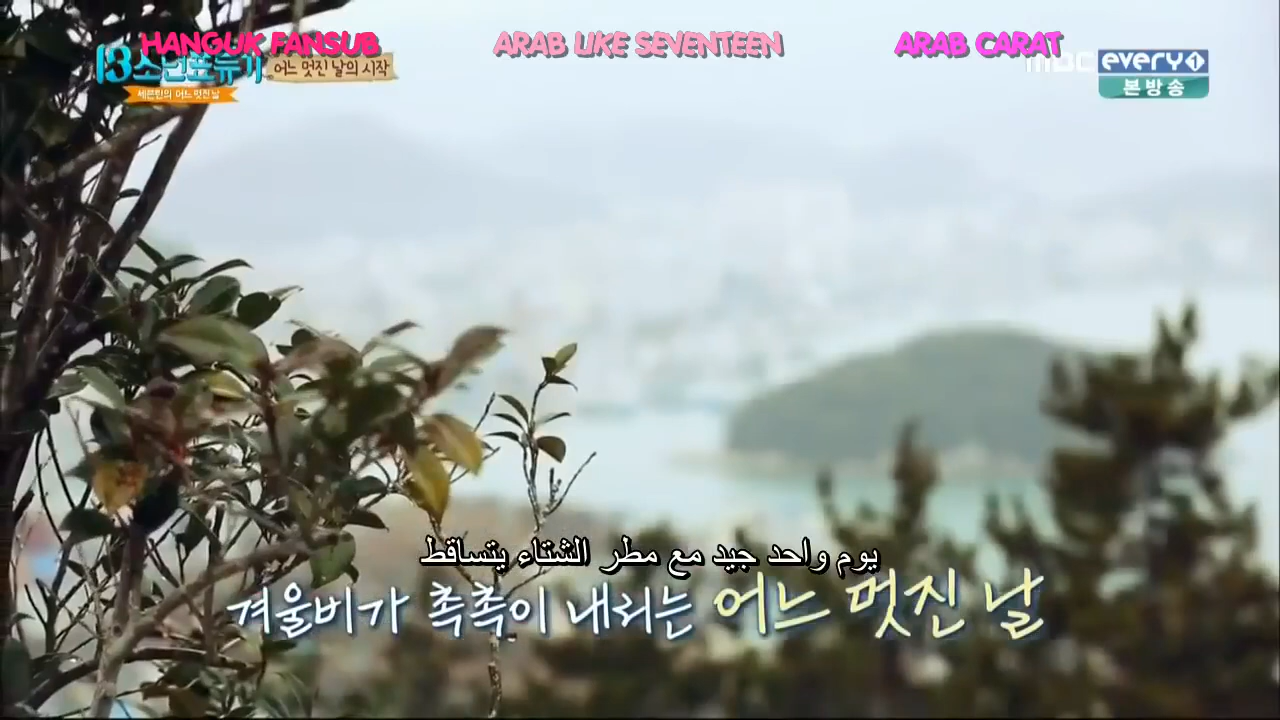 HANGUK FANSUB
ARAB LIKE SEVENTEEN
ARAB CARAT
13소년표류기
어느 멋진 날의 시작
세븐틴의 어느 멋진 날
MBC every1
본방송
يوم واحد جيد مع مطر الشتاء يتساقط
겨울비가 촉촉이 내리는 어느 멋진 날